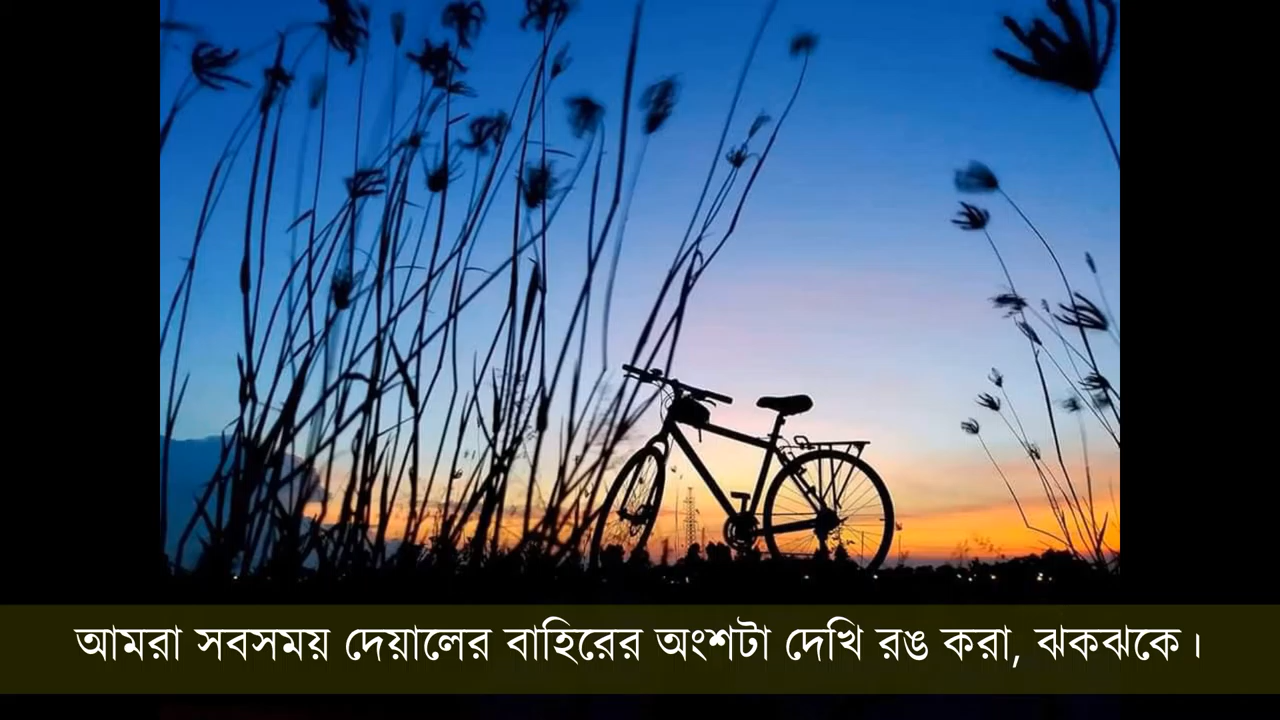 আমরা সবসময় দেয়ালের বাহিরের অংশটা দেখি রঙ করা, ঝকঝকে।